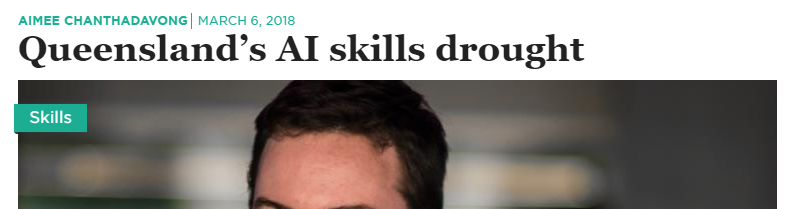 AIMEE CHANTHADAVONG | MARCH 6, 2018
Queensland’s AI skills drought
Skills